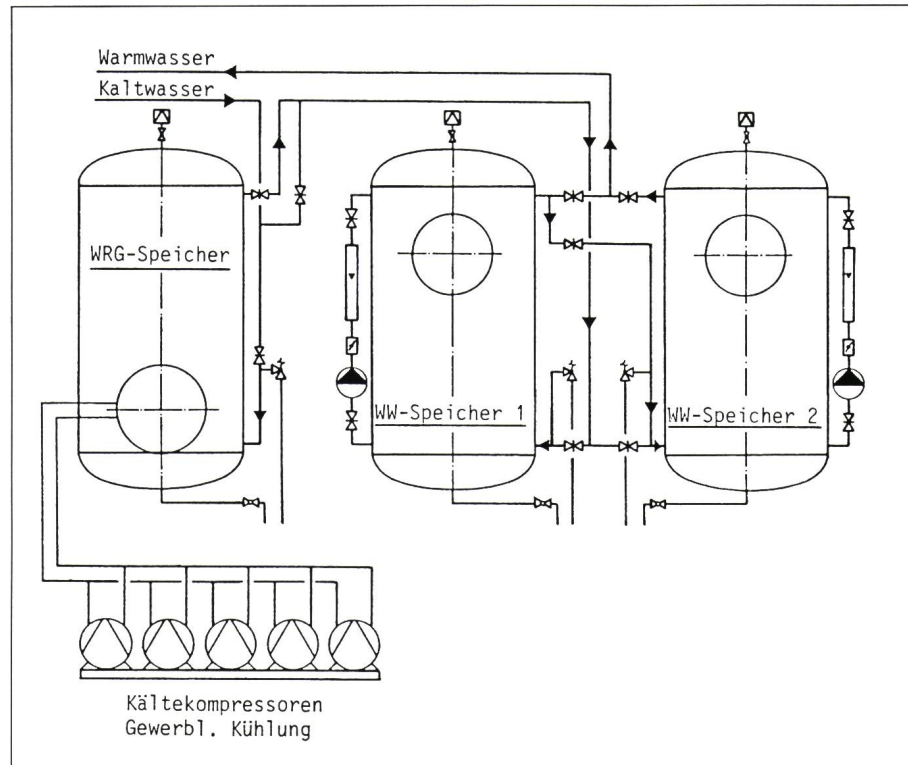 Warmwasser
Kaltwasser
WRG-Speicher
WW-Speicher 1
WW-Speicher 2
Kältekompressoren
Gewerbl. Kühlung